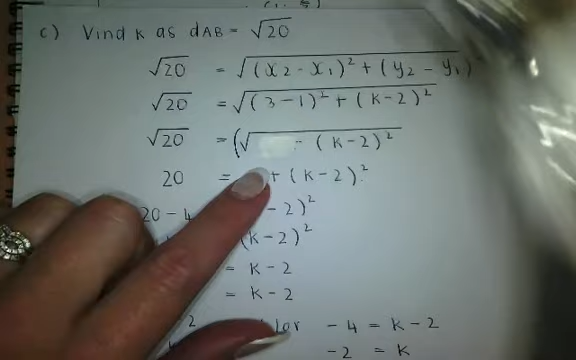 c) Vind K as dAB = √20
√20 = √(x2 - x1)² + (y2 - y1)
√20 = √(3-1)² + (K-2)²
√20 = (√ - (K-2)²
20 = + (K-2)²
20 - 4 - 2)²
(K-2)²
= K-2
= K-2
2 / or - 4 = K-2
-2 = K